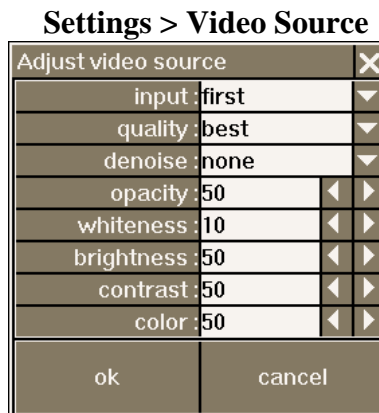 Settings > Video Source
Adjust video source
input : first
quality : best
denoise : none
opacity : 50
whiteness : 10
brightness : 50
contrast : 50
color : 50
ok cancel